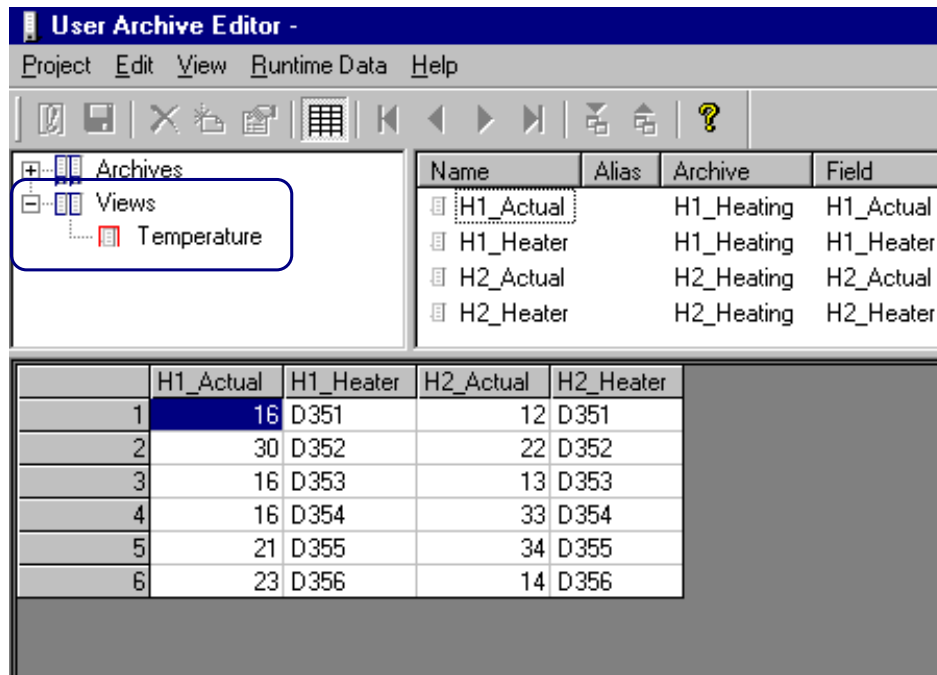 User Archive Editor -
Project Edit View Runtime Data Help
Archives
Views
Temperature
Name Alias Archive Field
H1_Actual H1_Heating H1_Actual
H1_Heater H1_Heating H1_Heater
H2_Actual H2_Heating H2_Actual
H2_Heater H2_Heating H2_Heater
H1_Actual H1_Heater H2_Actual H2_Heater
1 16 D351 12 D351
2 30 D352 22 D352
3 16 D353 13 D353
4 16 D354 33 D354
5 21 D355 34 D355
6 23 D356 14 D356